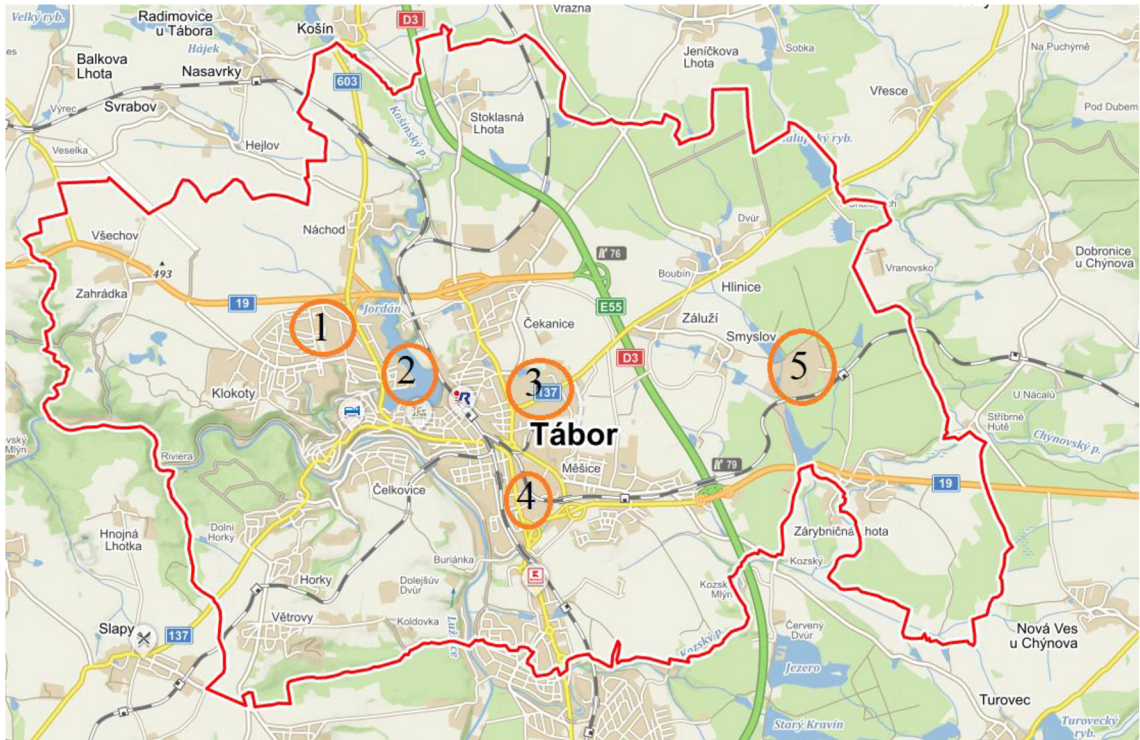 Velký ryb.
Radimovice
u Tábora
Košín
D3
Vrážná
Hájek
Balkova
Lhota
Nasavrky
603
Jeníčkova
Lhota
Sobka
Na Puchýrně
Výrec
Svrabov
Košínský p.
Stoklasná
Lhota
Vřesce
Pod Dubem
Veselka
Hejlov
Všechov
Náchod
76
Dvůr
Dobronice
u Chýnova
493
Zahrádka
19
Jordán
E55
Boubín
Hlinice
Vranovsko
1
Čekanice
Záluží
Smyslov
D3
Klokoty
2
R
3
137
5
U Nácalů
Tábor
Stříbrné
Hutě
Chýnovský p.
Riviera
Měšice
79
Čelkovice
4
19
Hnojná
Lhotka
Dolní
Horky
Zárybničná Lhota
Buriánka
K
Kozský
Horky
Dolejšův
Dvůr
Kozsk
Mlýn
Slapy
137
Větrovy
Koldovka
Kozský p.
Červený
Dvůr
Nová Ves
u Chýnova
Jezero
Turovec
Starý Kravín
Turovecký
ryb.